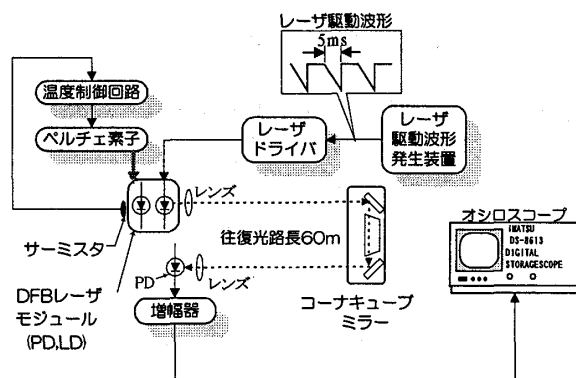 レーザ駆動波形
5ms
温度制御回路
ペルチェ素子
レーザ
ドライバ
レーザ
駆動波形
発生装置
レンズ
サーミスタ
往復光路長60m
オシロスコープ
IWATSU
DS-8613
DIGITAL
STORAGESCOPE
PD
レンズ
コーナキューブ
ミラー
DFBレーザ
モジュール
(PD,LD)
増幅器